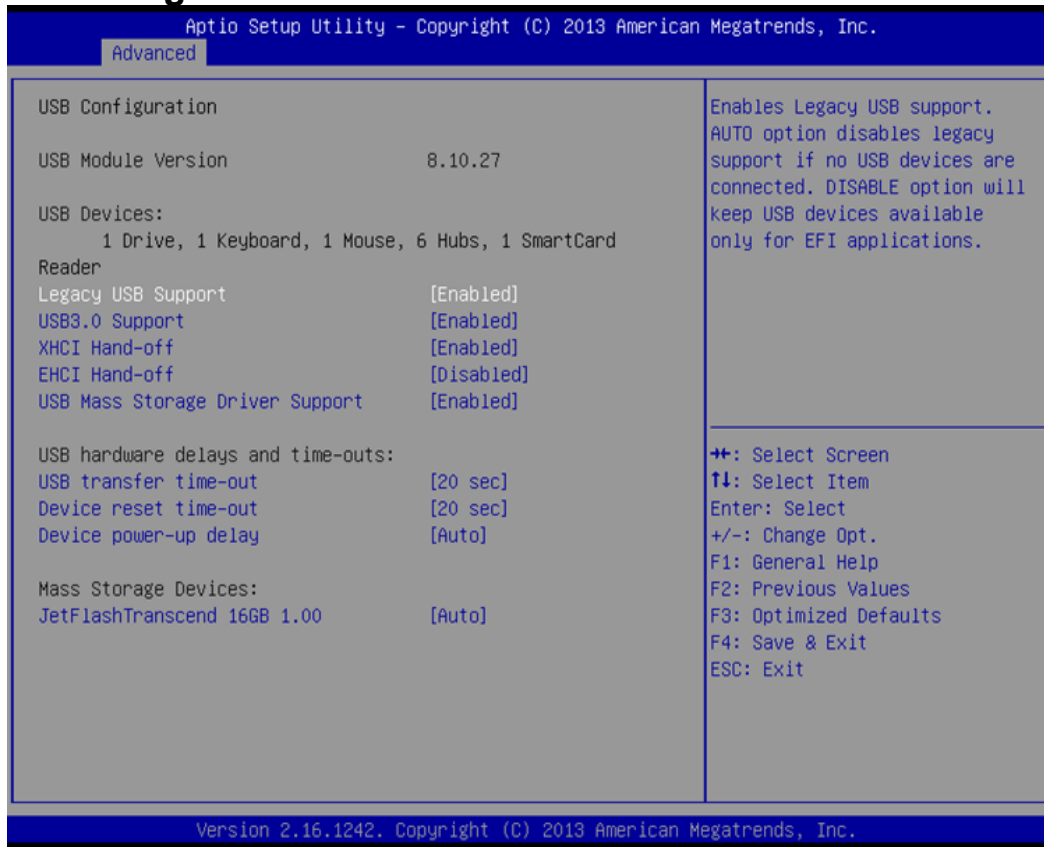 Aptio Setup Utility – Copyright (C) 2013 American Megatrends, Inc.
Advanced
USB Configuration
USB Module Version 8.10.27
USB Devices:
1 Drive, 1 Keyboard, 1 Mouse, 6 Hubs, 1 SmartCard
Reader
Legacy USB Support [Enabled]
USB3.0 Support [Enabled]
XHCI Hand-off [Enabled]
EHCI Hand-off [Disabled]
USB Mass Storage Driver Support [Enabled]
USB hardware delays and time-outs:
USB transfer time-out [20 sec]
Device reset time-out [20 sec]
Device power-up delay [Auto]
Mass Storage Devices:
JetFlashTranscend 16GB 1.00 [Auto]
Enables Legacy USB support.
AUTO option disables legacy
support if no USB devices are
connected. DISABLE option will
keep USB devices available
only for EFI applications.
→←: Select Screen
↑↓: Select Item
Enter: Select
+/-: Change Opt.
F1: General Help
F2: Previous Values
F3: Optimized Defaults
F4: Save & Exit
ESC: Exit
Version 2.16.1242. Copyright (C) 2013 American Megatrends, Inc.